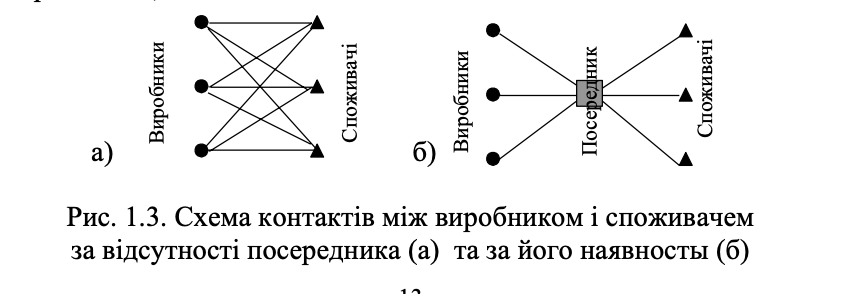 Виробники
Споживачі
а)
Виробники
Посередник
Споживачі
б)
Рис. 1.3. Схема контактів між виробником і споживачем
за відсутності посередника (а) та за його наявносты (б)